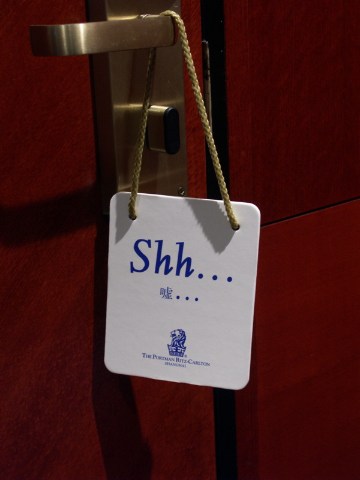 Shh...
嘘...
THE PORTMAN RITZ-CARLTON